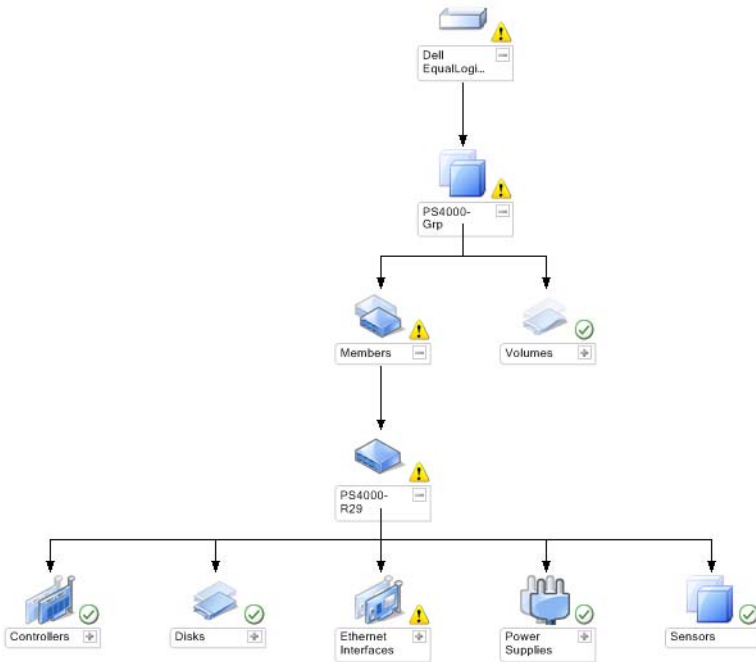 Dell
EqualLogi...
PS4000-
Grp
Members
Volumes
PS4000-
R29
Controllers
Disks
Ethernet
Interfaces
Power
Supplies
Sensors